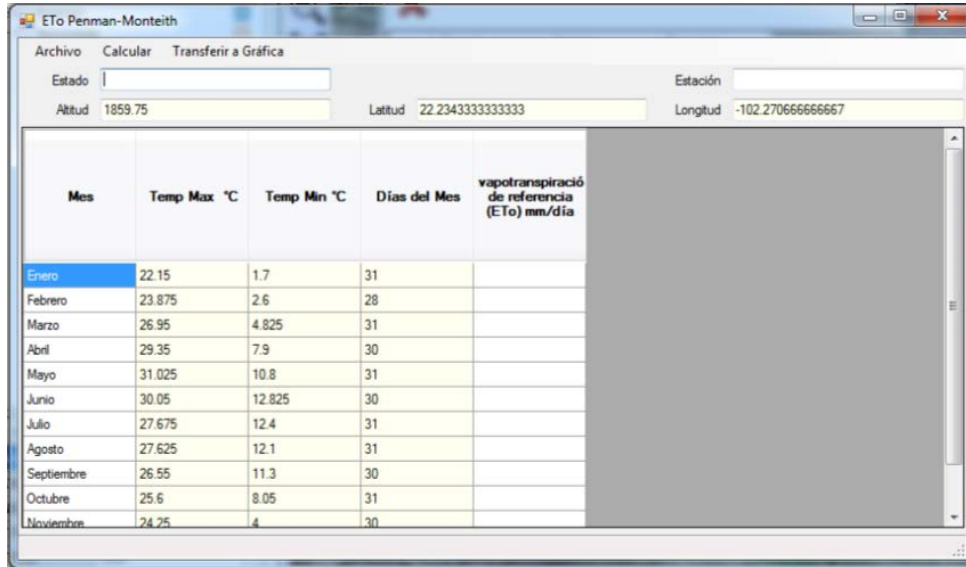 ETo Penman-Monteith
Archivo Calcular Transferir a Gráfica
Estado Estación
Altitud 1859.75 Latitud 22.2343333333333 Longitud -102.270666666667
Mes Temp Max °C Temp Min °C Días del Mes vapotranspiració de referencia (ETo) mm/día
Enero 22.15 1.7 31
Febrero 23.875 2.6 28
Marzo 26.95 4.825 31
Abril 29.35 7.9 30
Mayo 31.025 10.8 31
Junio 30.05 12.825 30
Julio 27.675 12.4 31
Agosto 27.625 12.1 31
Septiembre 26.55 11.3 30
Octubre 25.6 8.05 31
Noviembre 24.25 4 30